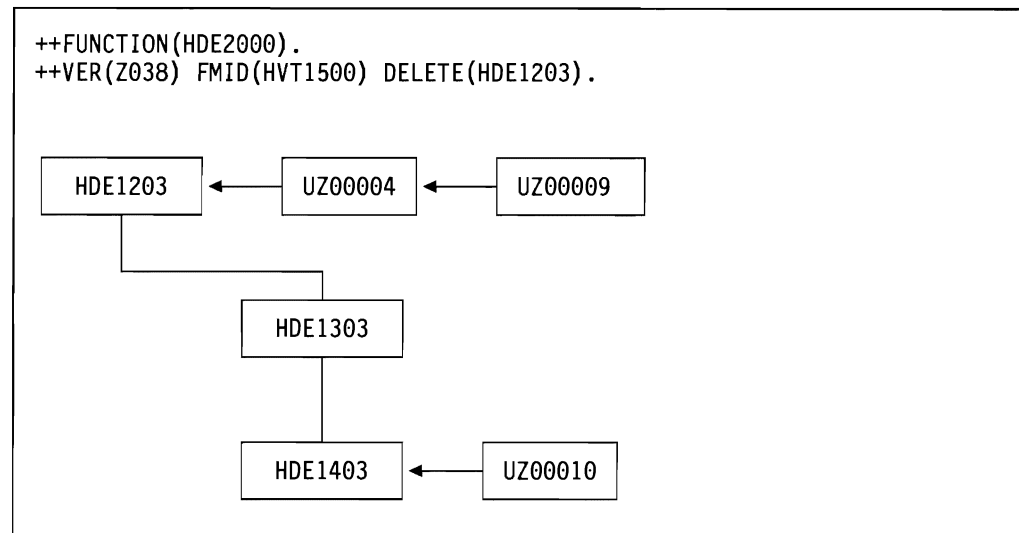 ++FUNCTION(HDE2000).
++VER(Z038) FMID(HVT1500) DELETE(HDE1203).
HDE1203 UZ00004 UZ00009
HDE1303
HDE1403 UZ00010